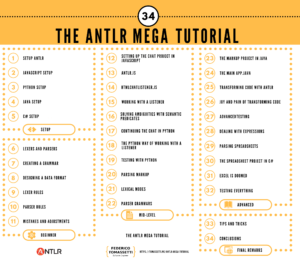 34
THE ANTLR MEGA TUTORIAL
1 SETUP ANTLR
2 JAVASCRIPT SETUP
3 PYTHON SETUP
4 JAVA SETUP
5 C# SETUP
SETUP
6 LEXERS AND PARSERS
7 CREATING A GRAMMAR
8 DESIGNING A DATA FORMAT
9 LEXER RULES
10 PARSER RULES
11 MISTAKES AND ADJUSTMENTS
BEGINNER
12 SETTING UP THE CHAT PROJECT IN
JAVASCRIPT
13 ANTLR.JS
14 HTMLCHATLISTENER.JS
15 WORKING WITH A LISTENER
16 SOLVING AMBIGUITIES WITH SEMANTIC
PREDICATES
17 CONTINUING THE CHAT IN PYTHON
18 THE PYTHON WAY OF WORKING WITH A
LISTENER
19 TESTING WITH PYTHON
20 PARSING MARKUP
21 LEXICAL MODES
22 PARSER GRAMMARS
MID-LEVEL
23 THE MARKUP PROJECT IN JAVA
24 THE MAIN APP.JAVA
25 TRANSFORMING CODE WITH ANTLR
26 JOY AND PAIN OF TRANSFORMING CODE
27 ADVANCED TESTING
28 DEALING WITH EXPRESSIONS
29 PARSING SPREADSHEETS
30 THE SPREADSHEET PROJECT IN C#
31 EXCEL IS DOOMED
32 TESTING EVERYTHING
ADVANCED
33 TIPS AND TRICKS
34 CONCLUSIONS
FINAL REMARKS
ANTLR
THE ANTLR MEGA TUTORIAL
FEDERICO
TOMASSETTI